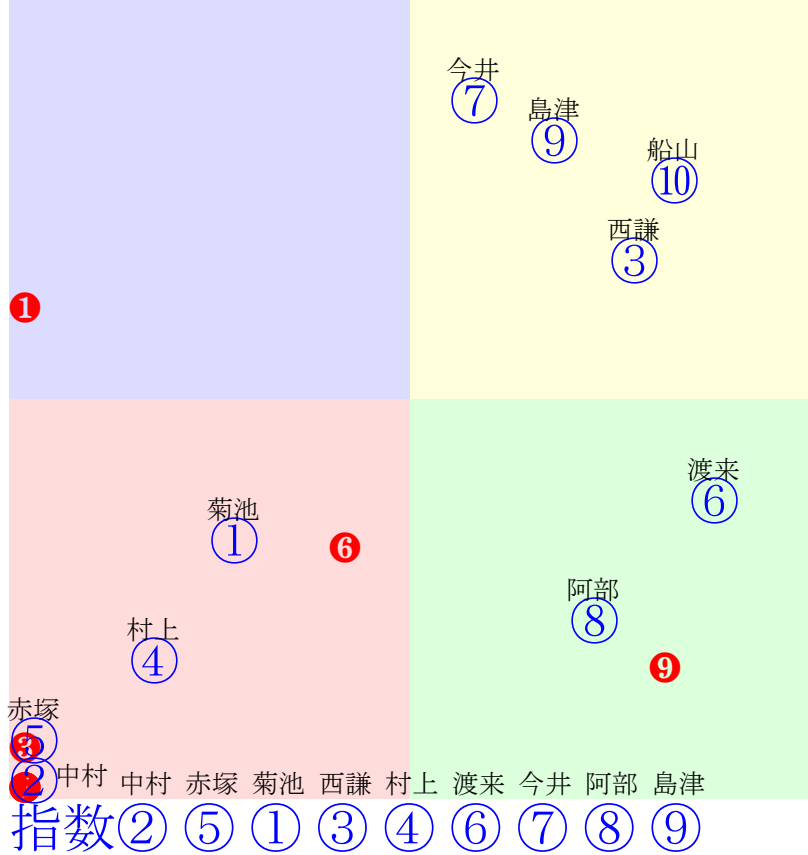 今井
⑦
島津
⑨
船山
⑩
西謙
③
❶
渡来
⑥
菊池
①
❻
阿部
⑧
村上
④
❾
赤塚
⑤
❸
②
中村
中村 赤塚 菊池 西謙 村上 渡来 今井 阿部 島津
指数② ⑤ ① ③ ④ ⑥ ⑦ ⑧ ⑨